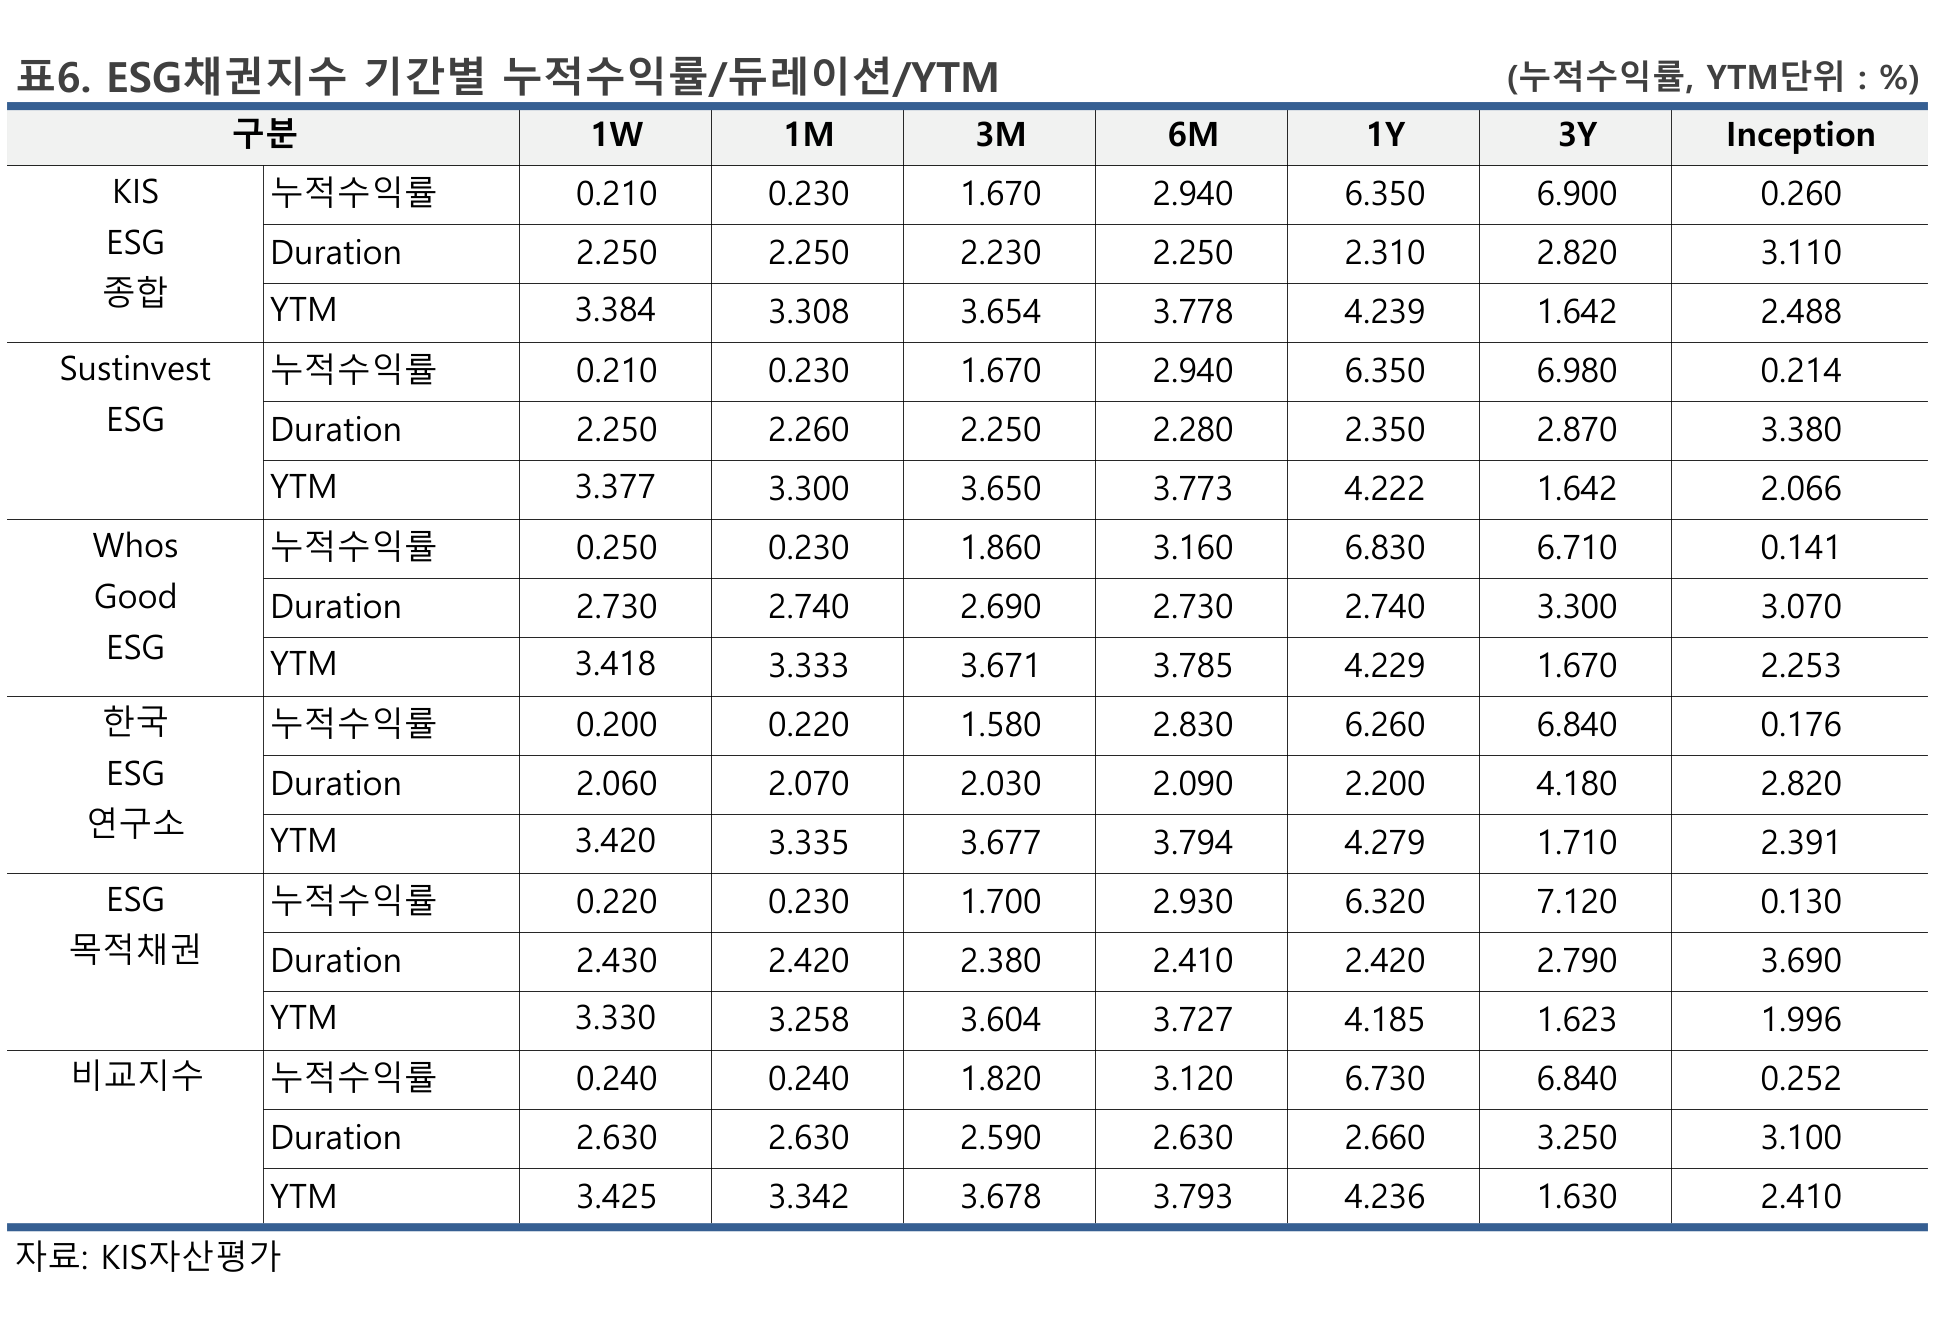 표6. ESG채권지수 기간별 누적수익률/듀레이션/YTM (누적수익률, YTM단위 : %)
구분 1W 1M 3M 6M 1Y 3Y Inception
KIS ESG 종합 누적수익률 0.210 0.230 1.670 2.940 6.350 6.900 0.260
Duration 2.250 2.250 2.230 2.250 2.310 2.820 3.110
YTM 3.384 3.308 3.654 3.778 4.239 1.642 2.488
Sustinvest ESG 누적수익률 0.210 0.230 1.670 2.940 6.350 6.980 0.214
Duration 2.250 2.260 2.250 2.280 2.350 2.870 3.380
YTM 3.377 3.300 3.650 3.773 4.222 1.642 2.066
Whos Good ESG 누적수익률 0.250 0.230 1.860 3.160 6.830 6.710 0.141
Duration 2.730 2.740 2.690 2.730 2.740 3.300 3.070
YTM 3.418 3.333 3.671 3.785 4.229 1.670 2.253
한국 ESG 연구소 누적수익률 0.200 0.220 1.580 2.830 6.260 6.840 0.176
Duration 2.060 2.070 2.030 2.090 2.200 4.180 2.820
YTM 3.420 3.335 3.677 3.794 4.279 1.710 2.391
ESG 목적채권 누적수익률 0.220 0.230 1.700 2.930 6.320 7.120 0.130
Duration 2.430 2.420 2.380 2.410 2.420 2.790 3.690
YTM 3.330 3.258 3.604 3.727 4.185 1.623 1.996
비교지수 누적수익률 0.240 0.240 1.820 3.120 6.730 6.840 0.252
Duration 2.630 2.630 2.590 2.630 2.660 3.250 3.100
YTM 3.425 3.342 3.678 3.793 4.236 1.630 2.410
자료: KIS자산평가